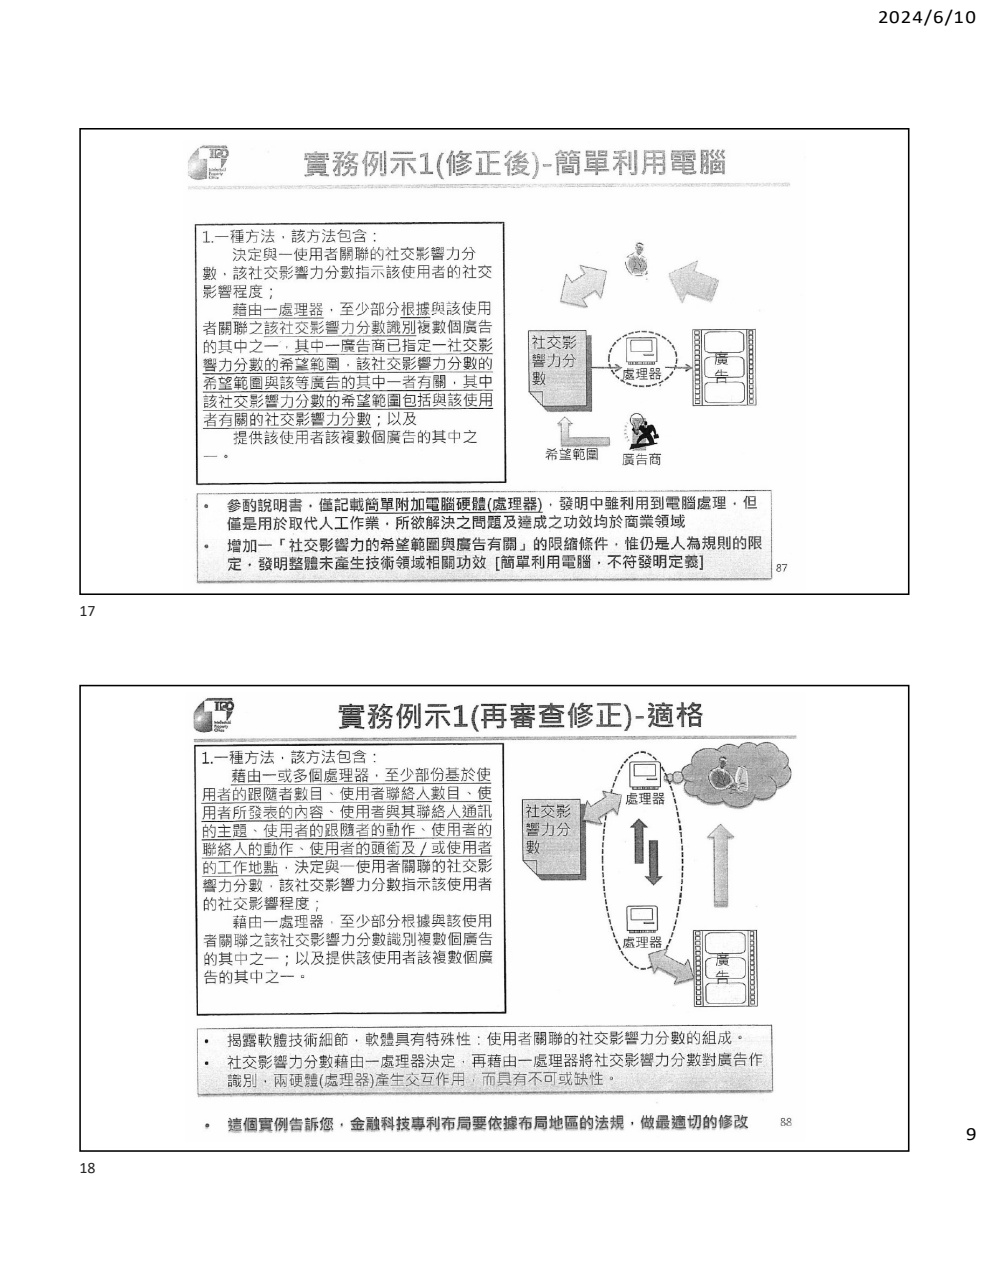 2024/6/10
TIPO
Intellectual
Property
Office
實務例示1(修正後)-簡單利用電腦
1.一種方法，該方法包含：
決定與一使用者關聯的社交影響力分
數，該社交影響力分數指示該使用者的社交
影響程度；
藉由一處理器，至少部分根據與該使用
者關聯之該社交影響力分數識別複數個廣告
的其中之一，其中一廣告商已指定一社交影
響力分數的希望範圍，該社交影響力分數的
希望範圍與該等廣告的其中一者有關，其中
該社交影響力分數的希望範圍包括與該使用
者有關的社交影響力分數；以及
提供該使用者該複數個廣告的其中之
一。
社交影
響力分
數
處理器
廣
告
希望範圍
廣告商
• 參酌說明書，僅記載簡單附加電腦硬體(處理器)，發明中雖利用到電腦處理，但
僅是用於取代人工作業，所欲解決之問題及達成之功效均於商業領域
• 增加一「社交影響力的希望範圍與廣告有關」的限縮條件，惟仍是人為規則的限
定，發明整體未產生技術領域相關功效 [簡單利用電腦，不符發明定義]
87
17
TIPO
Intellectual
Property
Office
實務例示1(再審查修正)-適格
1.一種方法，該方法包含：
藉由一或多個處理器，至少部份基於使
用者的跟隨者數目、使用者聯絡人數目、使
用者所發表的內容、使用者與其聯絡人通訊
的主題、使用者的跟隨者的動作、使用者的
聯絡人的動作、使用者的頭銜及 / 或使用者
的工作地點，決定與一使用者關聯的社交影
響力分數，該社交影響力分數指示該使用者
的社交影響程度；
藉由一處理器，至少部分根據與該使用
者關聯之該社交影響力分數識別複數個廣告
的其中之一；以及提供該使用者該複數個廣
告的其中之一。
社交影
響力分
數
處理器
處理器
廣
告
• 揭露軟體技術細節，軟體具有特殊性：使用者關聯的社交影響力分數的組成。
• 社交影響力分數藉由一處理器決定，再藉由一處理器將社交影響力分數對廣告作
識別，兩硬體(處理器)產生交互作用，而具有不可或缺性。
• 這個實例告訴您，金融科技專利布局要依據布局地區的法規，做最適切的修改
88
18
9